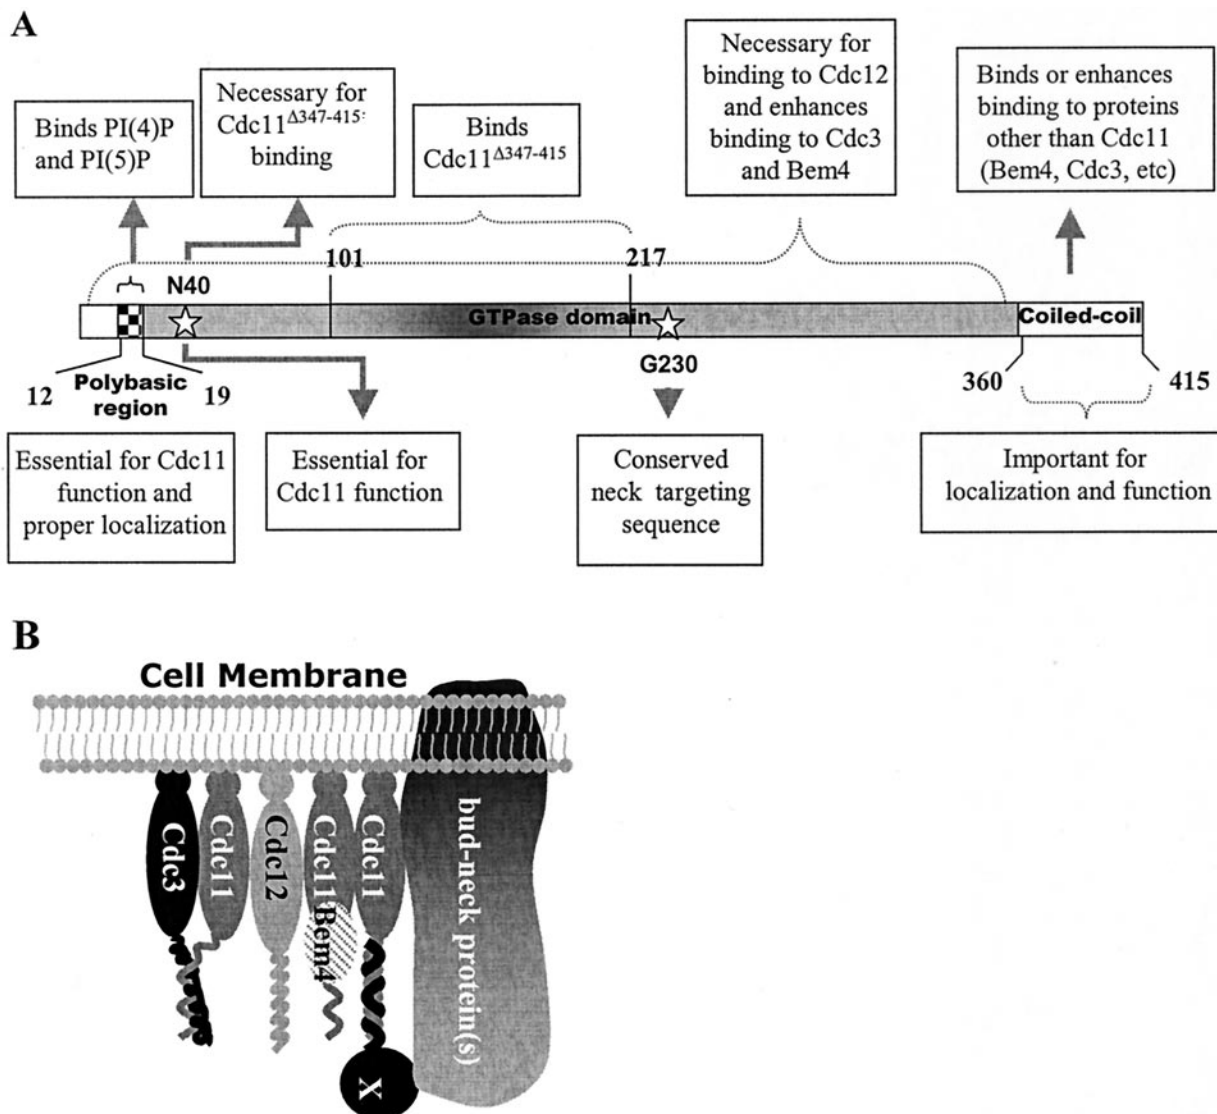 A
Binds PI(4)P
and PI(5)P
Necessary for
Cdc11Δ347-415:
binding
Binds
Cdc11Δ347-415
Necessary for
binding to Cdc12
and enhances
binding to Cdc3
and Bem4
Binds or enhances
binding to proteins
other than Cdc11
(Bem4, Cdc3, etc)
101
217
N40
GTPase domain
Coiled-coil
G230
12
Polybasic
region
19
360
415
Essential for Cdc11
function and
proper localization
Essential for
Cdc11 function
Conserved
neck targeting
sequence
Important for
localization and function
B
Cell Membrane
Cdc3
Cdc11
Cdc12
Cdc11
Bem4
Cdc11
X
bud-neck protein(s)